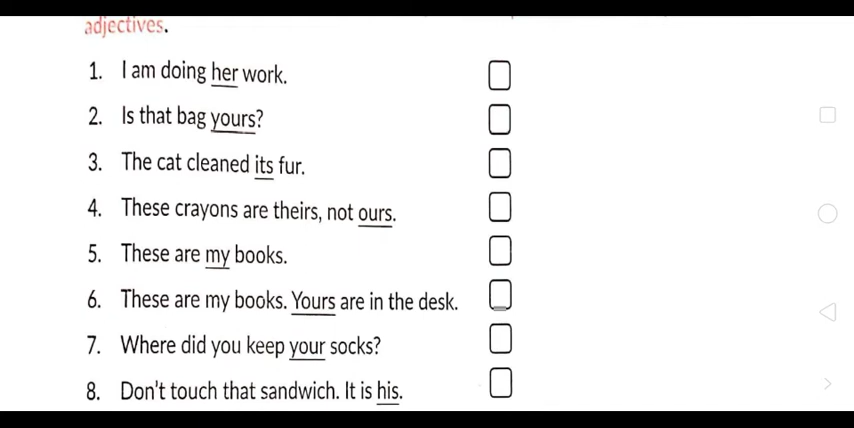 adjectives.
1. I am doing her work.
2. Is that bag yours?
3. The cat cleaned its fur.
4. These crayons are theirs, not ours.
5. These are my books.
6. These are my books. Yours are in the desk.
7. Where did you keep your socks?
8. Don't touch that sandwich. It is his.